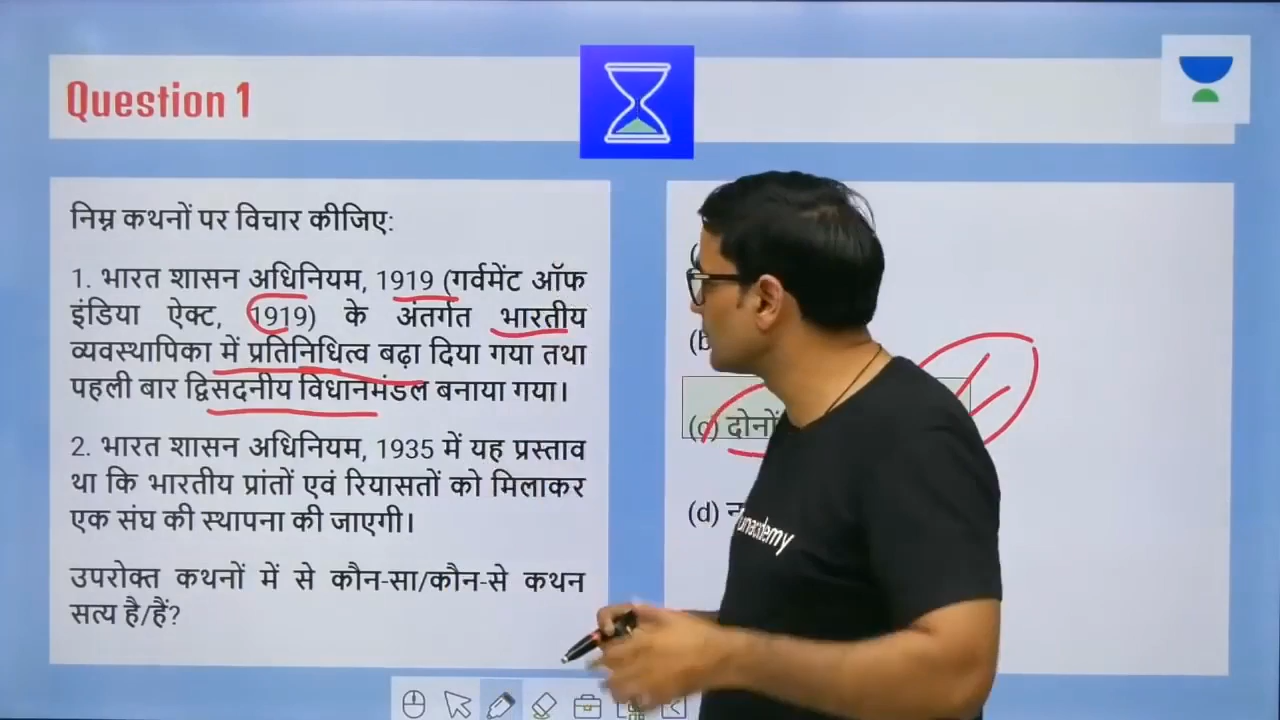 Question 1
निम्न कथनों पर विचार कीजिए:
1. भारत शासन अधिनियम, 1919 (गर्वमेंट ऑफ
इंडिया ऐक्ट, 1919) के अंतर्गत भारतीय
व्यवस्थापिका में प्रतिनिधित्व बढ़ा दिया गया तथा
पहली बार द्विसदनीय विधानमंडल बनाया गया।
2. भारत शासन अधिनियम, 1935 में यह प्रस्ताव
था कि भारतीय प्रांतों एवं रियासतों को मिलाकर
एक संघ की स्थापना की जाएगी।
उपरोक्त कथनों में से कौन-सा/कौन-से कथन
सत्य है/हैं?
(b
(c) दोनों
(d)
unacademy